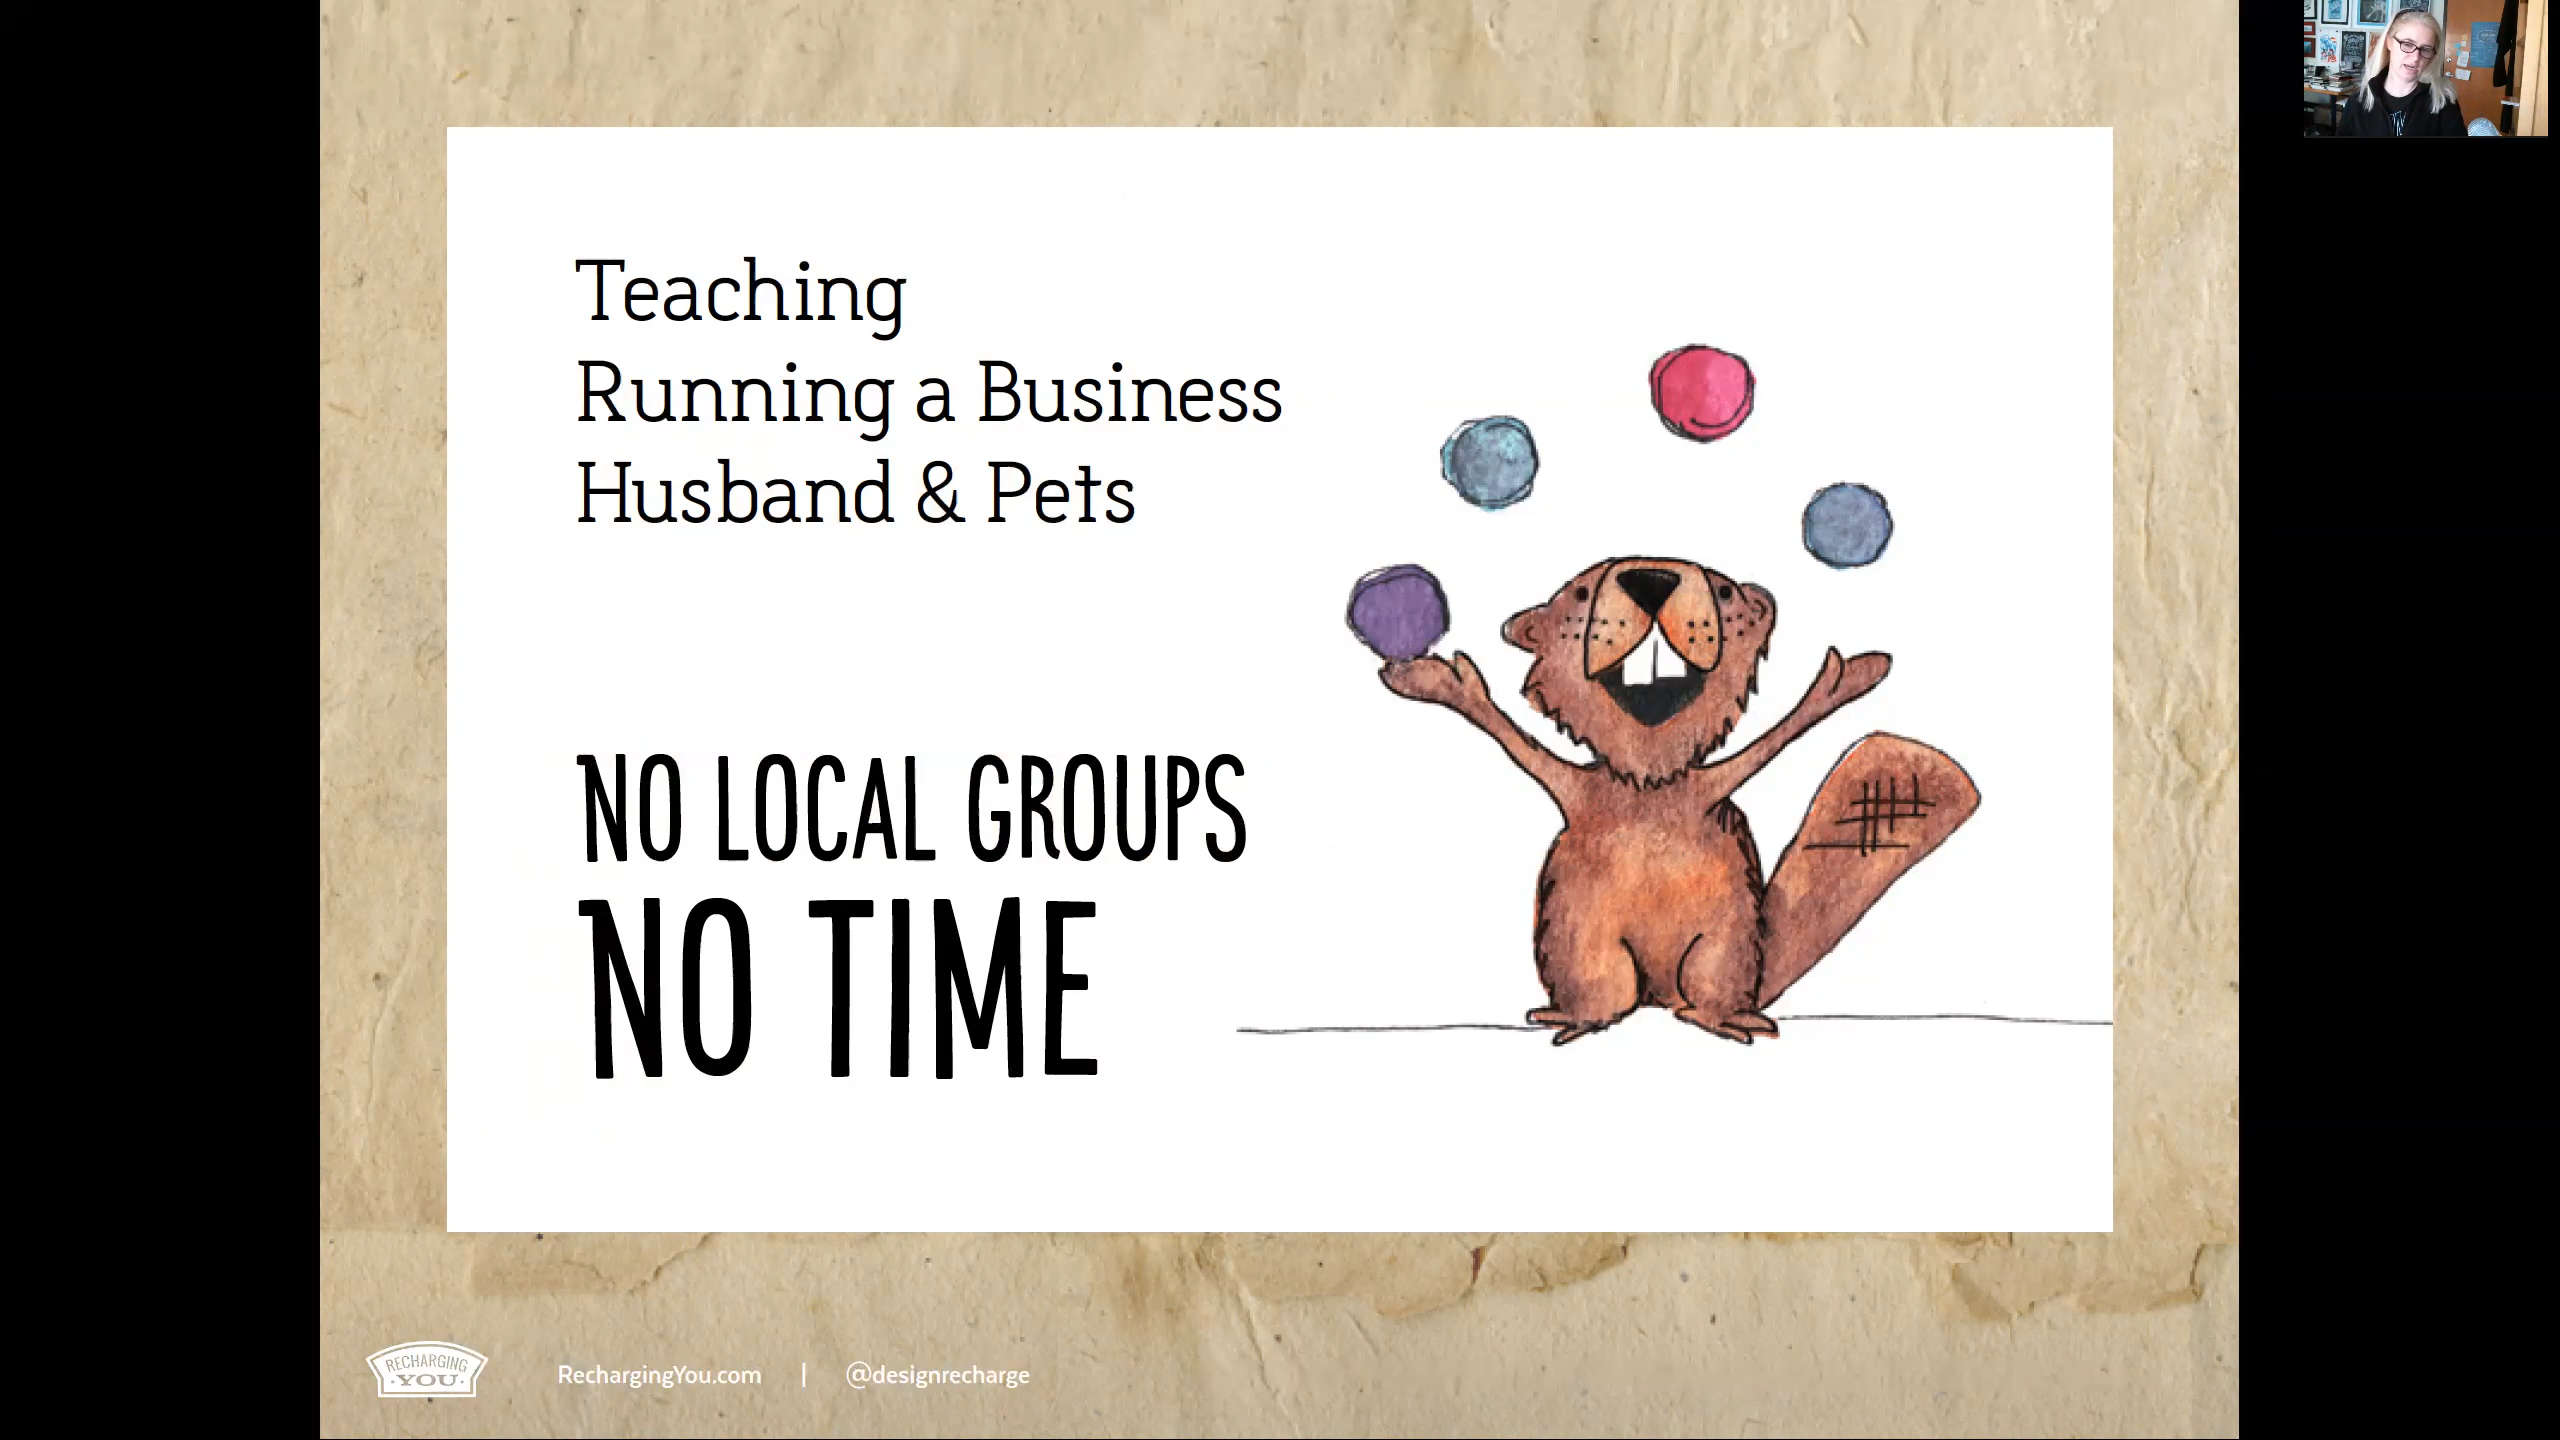 Teaching
Running a Business
Husband & Pets
NO LOCAL GROUPS
NO TIME
RECHARGING
·YOU·
RechargingYou.com | @designrecharge